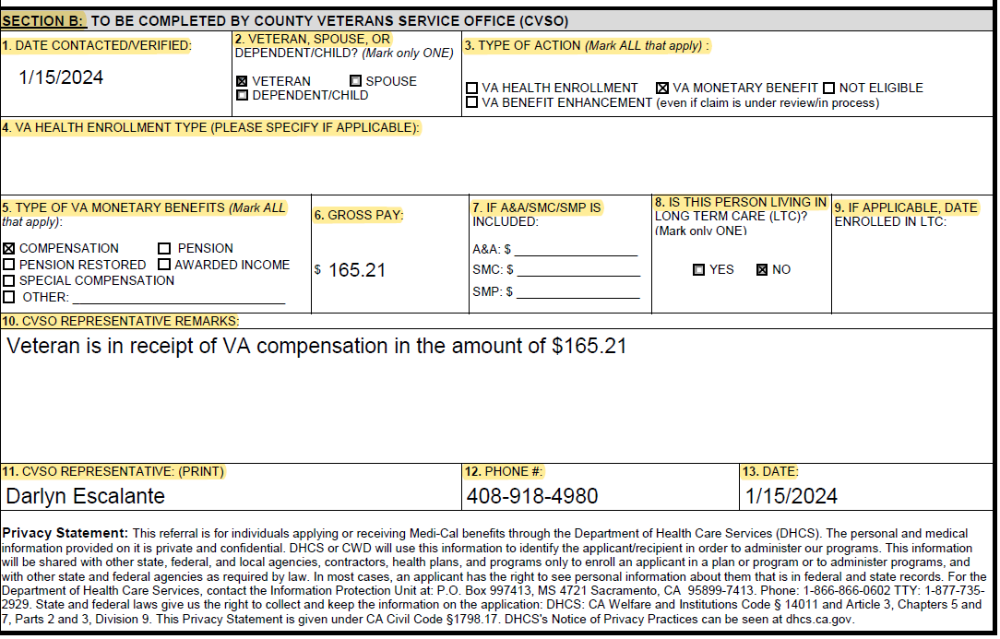 SECTION B: TO BE COMPLETED BY COUNTY VETERANS SERVICE OFFICE (CVSO)
1. DATE CONTACTED/VERIFIED:
1/15/2024
2. VETERAN, SPOUSE, OR
DEPENDENT/CHILD? (Mark only ONE)
VETERAN SPOUSE
DEPENDENT/CHILD
3. TYPE OF ACTION (Mark ALL that apply) :
VA HEALTH ENROLLMENT VA MONETARY BENEFIT NOT ELIGIBLE
VA BENEFIT ENHANCEMENT (even if claim is under review/in process)
4. VA HEALTH ENROLLMENT TYPE (PLEASE SPECIFY IF APPLICABLE):
5. TYPE OF VA MONETARY BENEFITS (Mark ALL
that apply):
COMPENSATION PENSION
PENSION RESTORED AWARDED INCOME
SPECIAL COMPENSATION
OTHER:
6. GROSS PAY:
$ 165.21
7. IF A&A/SMC/SMP IS
INCLUDED:
A&A: $
SMC: $
SMP: $
8. IS THIS PERSON LIVING IN
LONG TERM CARE (LTC)?
(Mark only ONE)
YES NO
9. IF APPLICABLE, DATE
ENROLLED IN LTC:
10. CVSO REPRESENTATIVE REMARKS:
Veteran is in receipt of VA compensation in the amount of $165.21
11. CVSO REPRESENTATIVE: (PRINT)
Darlyn Escalante
12. PHONE #:
408-918-4980
13. DATE:
1/15/2024
Privacy Statement: This referral is for individuals applying or receiving Medi-Cal benefits through the Department of Health Care Services (DHCS). The personal and medical
information provided on it is private and confidential. DHCS or CWD will use this information to identify the applicant/recipient in order to administer our programs. This information
will be shared with other state, federal, and local agencies, contractors, health plans, and programs only to enroll an applicant in a plan or program or to administer programs, and
with other state and federal agencies as required by law. In most cases, an applicant has the right to see personal information about them that is in federal and state records. For the
Department of Health Care Services, contact the Information Protection Unit at: P.O. Box 997413, MS 4721 Sacramento, CA 95899-7413. Phone: 1-866-866-0602 TTY: 1-877-735-
2929. State and federal laws give us the right to collect and keep the information on the application: DHCS: CA Welfare and Institutions Code § 14011 and Article 3, Chapters 5 and
7, Parts 2 and 3, Division 9. This Privacy Statement is given under CA Civil Code §1798.17. DHCS's Notice of Privacy Practices can be seen at dhcs.ca.gov.